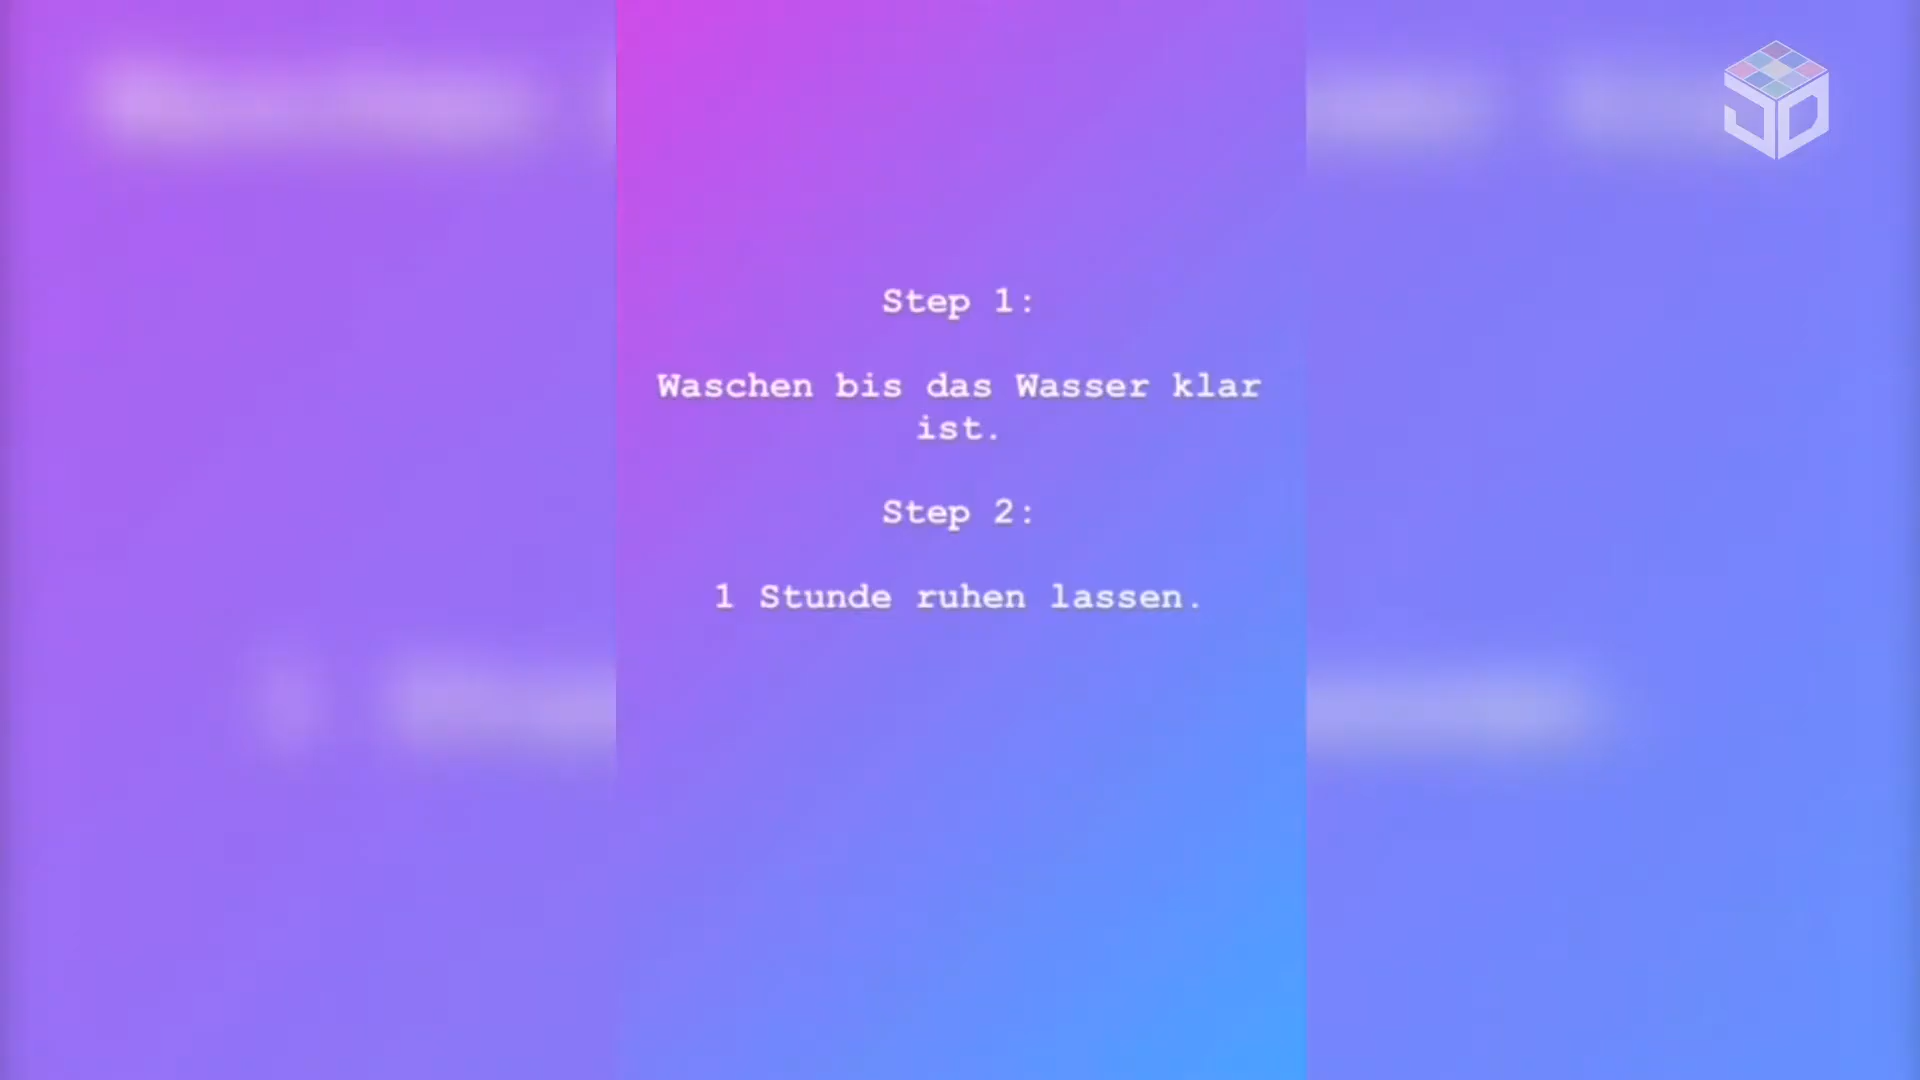 Step 1:
Waschen bis das Wasser klar
ist.
Step 2:
1 Stunde ruhen lassen.